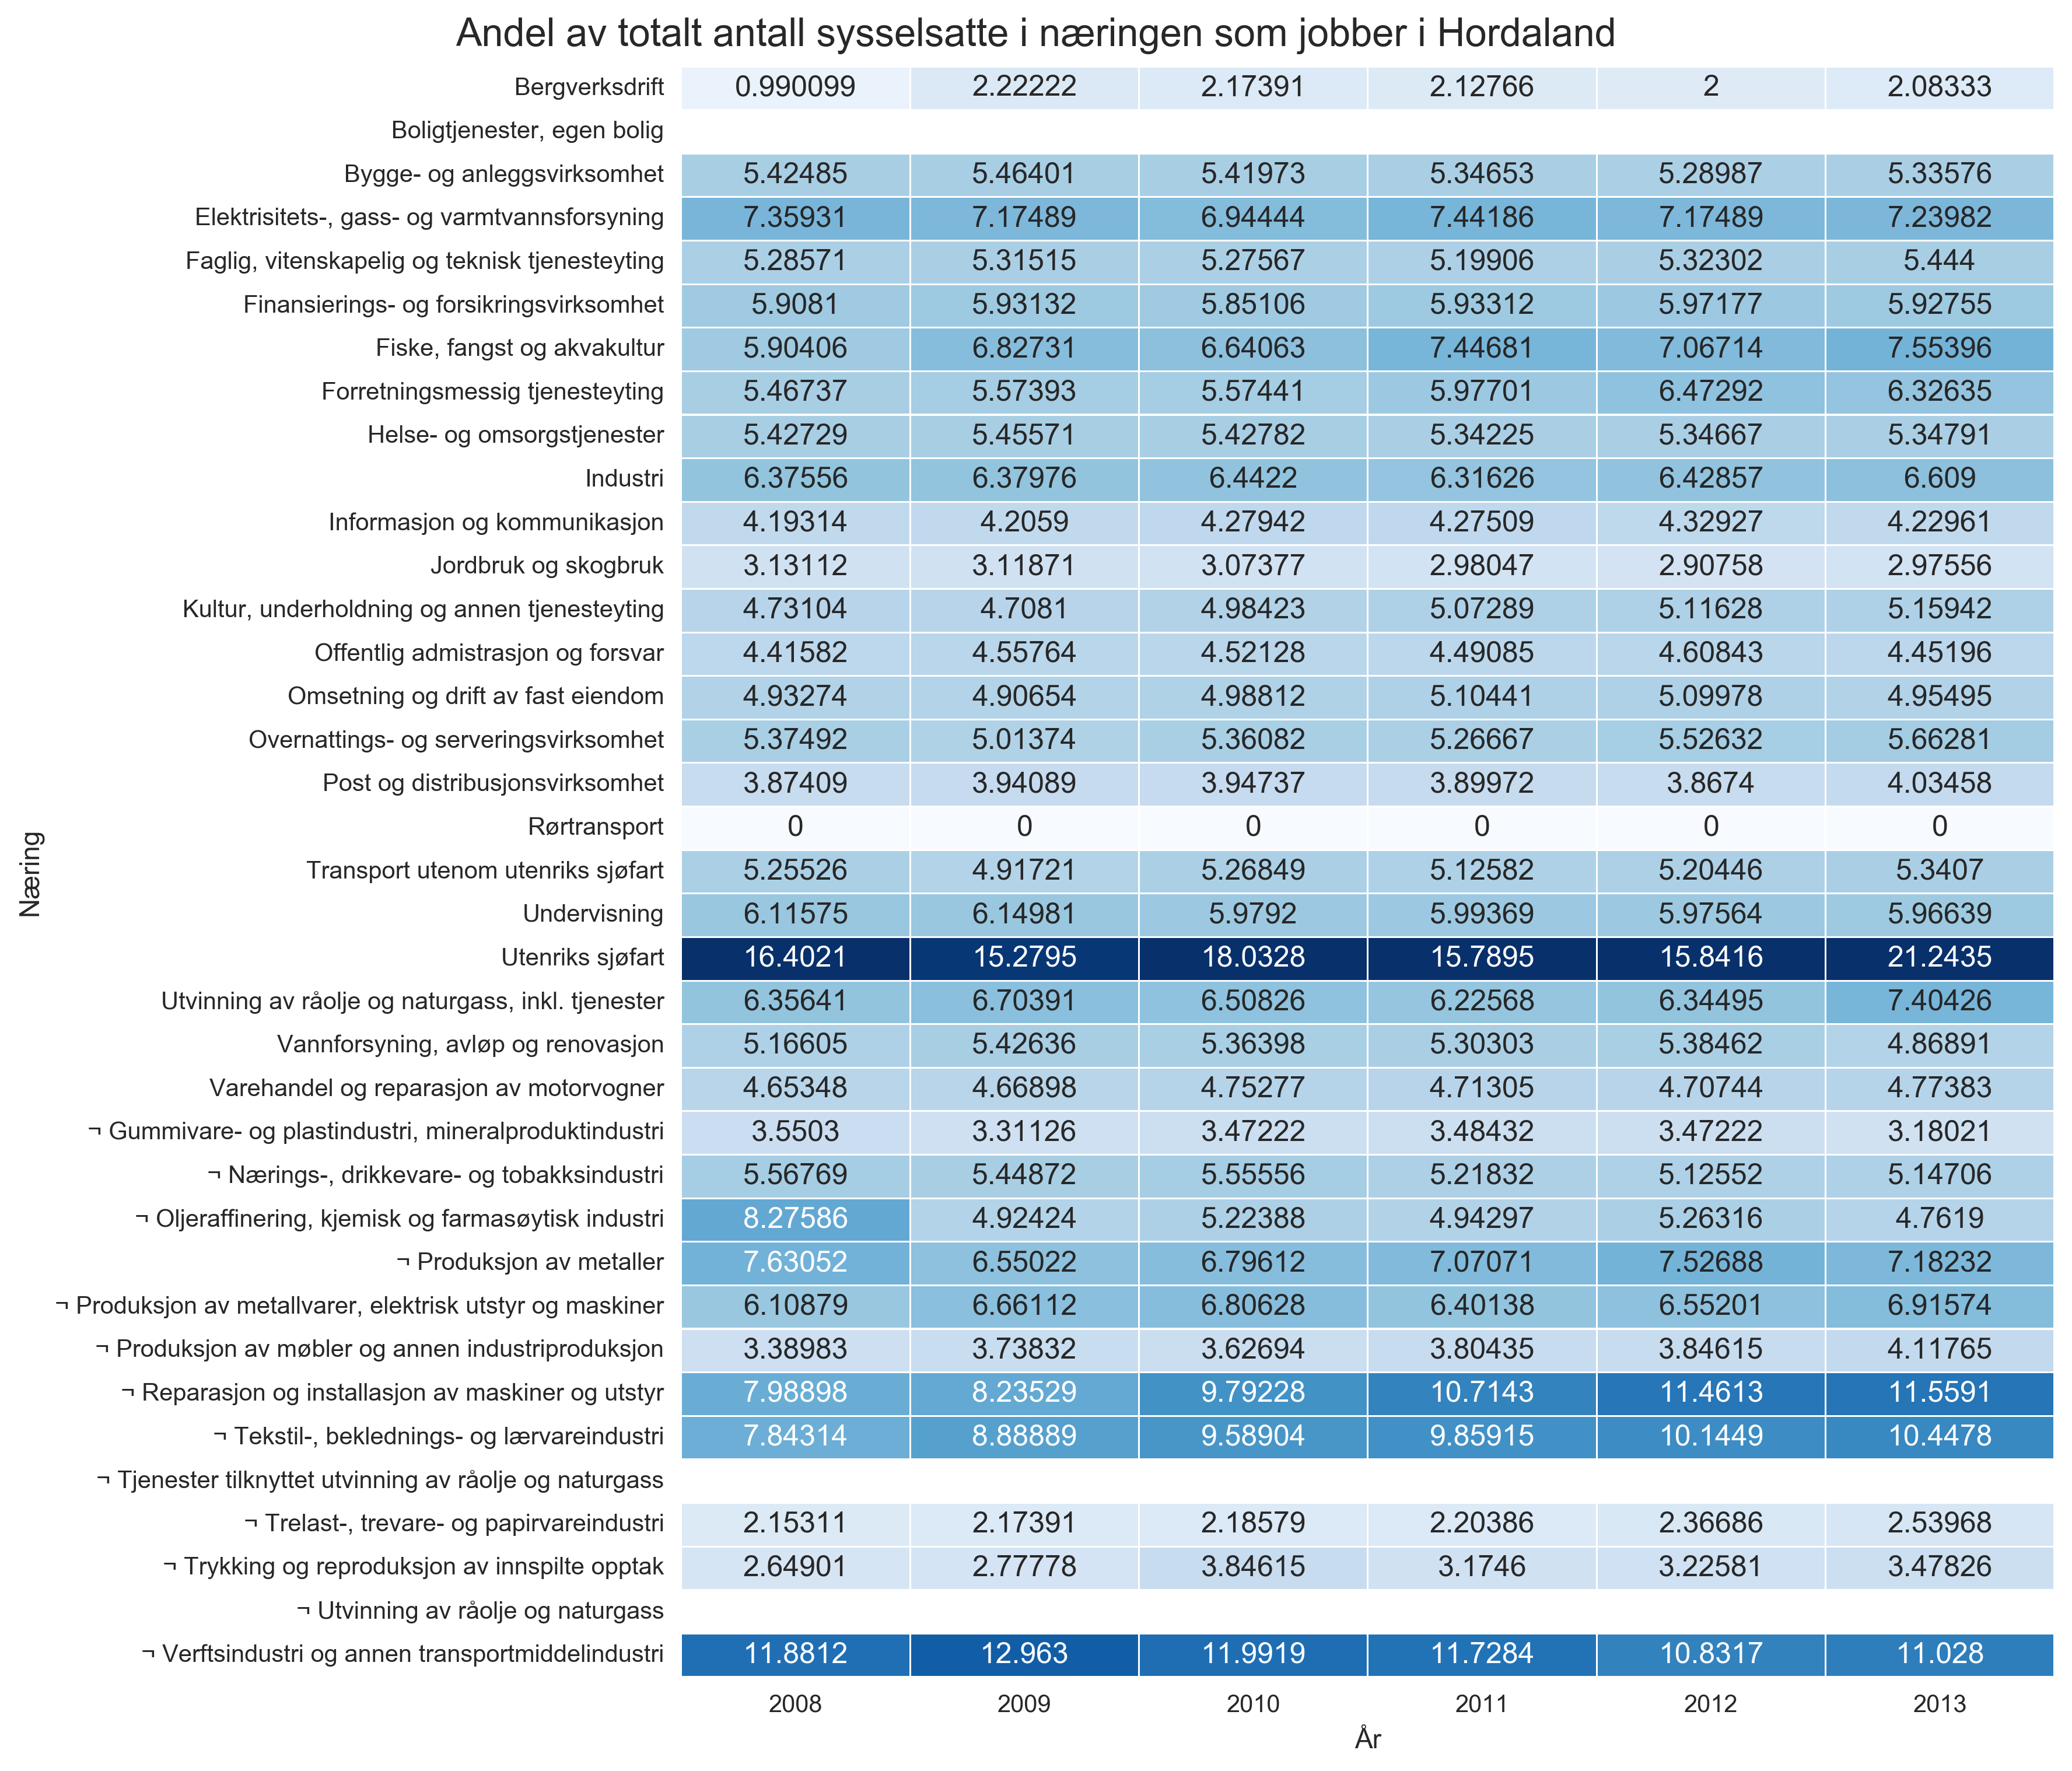 Andel av totalt antall sysselsatte i næringen som jobber i Hordaland
Næring
Bergverksdrift 0.990099 2.22222 2.17391 2.12766 2 2.08333
Boligtjenester, egen bolig
Bygge- og anleggsvirksomhet 5.42485 5.46401 5.41973 5.34653 5.28987 5.33576
Elektrisitets-, gass- og varmtvannsforsyning 7.35931 7.17489 6.94444 7.44186 7.17489 7.23982
Faglig, vitenskapelig og teknisk tjenesteyting 5.28571 5.31515 5.27567 5.19906 5.32302 5.444
Finansierings- og forsikringsvirksomhet 5.9081 5.93132 5.85106 5.93312 5.97177 5.92755
Fiske, fangst og akvakultur 5.90406 6.82731 6.64063 7.44681 7.06714 7.55396
Forretningsmessig tjenesteyting 5.46737 5.57393 5.57441 5.97701 6.47292 6.32635
Helse- og omsorgstjenester 5.42729 5.45571 5.42782 5.34225 5.34667 5.34791
Industri 6.37556 6.37976 6.4422 6.31626 6.42857 6.609
Informasjon og kommunikasjon 4.19314 4.2059 4.27942 4.27509 4.32927 4.22961
Jordbruk og skogbruk 3.13112 3.11871 3.07377 2.98047 2.90758 2.97556
Kultur, underholdning og annen tjenesteyting 4.73104 4.7081 4.98423 5.07289 5.11628 5.15942
Offentlig admistrasjon og forsvar 4.41582 4.55764 4.52128 4.49085 4.60843 4.45196
Omsetning og drift av fast eiendom 4.93274 4.90654 4.98812 5.10441 5.09978 4.95495
Overnattings- og serveringsvirksomhet 5.37492 5.01374 5.36082 5.26667 5.52632 5.66281
Post og distribusjonsvirksomhet 3.87409 3.94089 3.94737 3.89972 3.8674 4.03458
Rørtransport 0 0 0 0 0 0
Transport utenom utenriks sjøfart 5.25526 4.91721 5.26849 5.12582 5.20446 5.3407
Undervisning 6.11575 6.14981 5.9792 5.99369 5.97564 5.96639
Utenriks sjøfart 16.4021 15.2795 18.0328 15.7895 15.8416 21.2435
Utvinning av råolje og naturgass, inkl. tjenester 6.35641 6.70391 6.50826 6.22568 6.34495 7.40426
Vannforsyning, avløp og renovasjon 5.16605 5.42636 5.36398 5.30303 5.38462 4.86891
Varehandel og reparasjon av motorvogner 4.65348 4.66898 4.75277 4.71305 4.70744 4.77383
¬ Gummivare- og plastindustri, mineralproduktindustri 3.5503 3.31126 3.47222 3.48432 3.47222 3.18021
¬ Nærings-, drikkevare- og tobakksindustri 5.56769 5.44872 5.55556 5.21832 5.12552 5.14706
¬ Oljeraffinering, kjemisk og farmasøytisk industri 8.27586 4.92424 5.22388 4.94297 5.26316 4.7619
¬ Produksjon av metaller 7.63052 6.55022 6.79612 7.07071 7.52688 7.18232
¬ Produksjon av metallvarer, elektrisk utstyr og maskiner 6.10879 6.66112 6.80628 6.40138 6.55201 6.91574
¬ Produksjon av møbler og annen industriproduksjon 3.38983 3.73832 3.62694 3.80435 3.84615 4.11765
¬ Reparasjon og installasjon av maskiner og utstyr 7.98898 8.23529 9.79228 10.7143 11.4613 11.5591
¬ Tekstil-, beklednings- og lærvareindustri 7.84314 8.88889 9.58904 9.85915 10.1449 10.4478
¬ Tjenester tilknyttet utvinning av råolje og naturgass
¬ Trelast-, trevare- og papirvareindustri 2.15311 2.17391 2.18579 2.20386 2.36686 2.53968
¬ Trykking og reproduksjon av innspilte opptak 2.64901 2.77778 3.84615 3.1746 3.22581 3.47826
¬ Utvinning av råolje og naturgass
¬ Verftsindustri og annen transportmiddelindustri 11.8812 12.963 11.9919 11.7284 10.8317 11.028
2008 2009 2010 2011 2012 2013
År